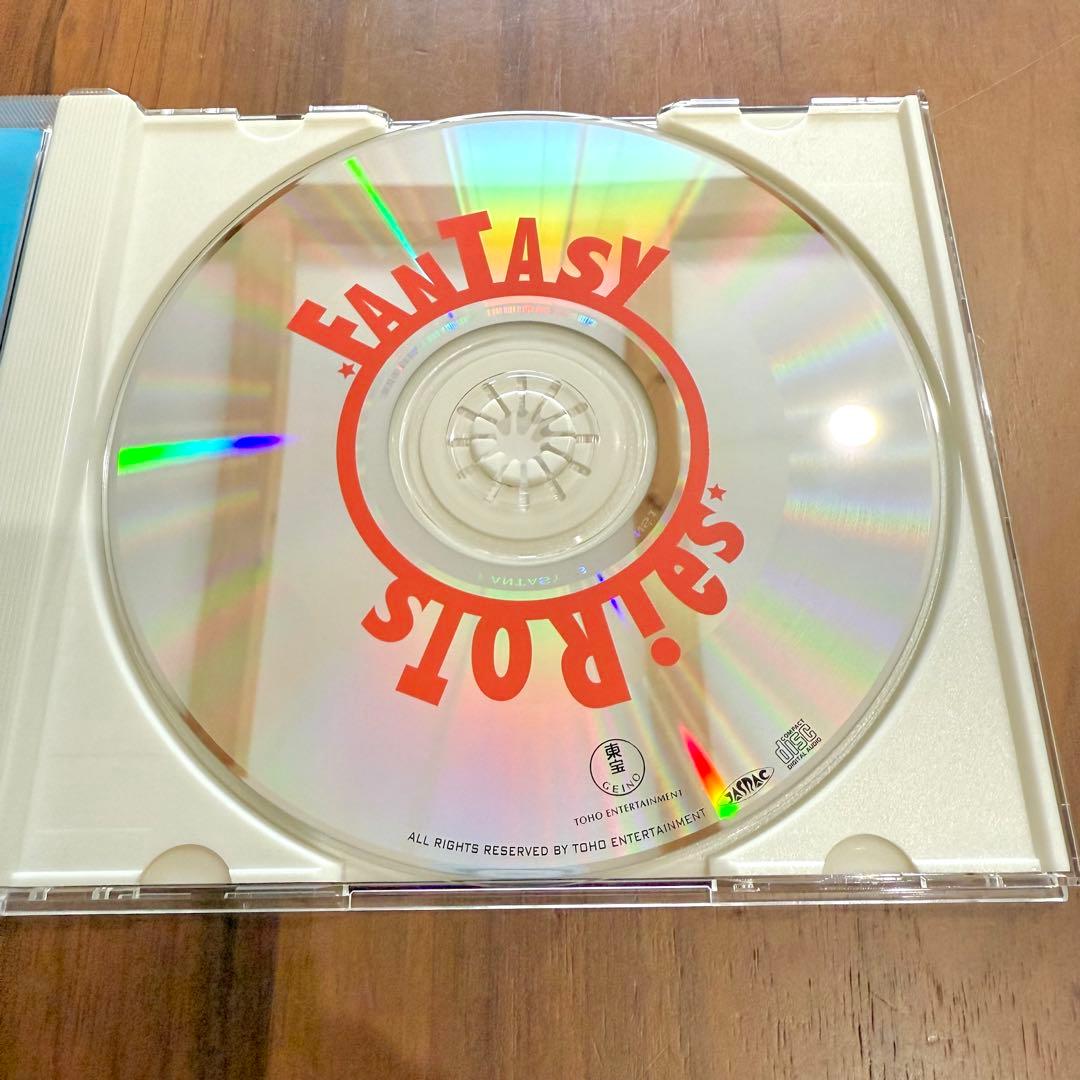 FANTASY
STORIES
東宝
GEINO
TOHO ENTERTAINMENT
JASRAC
COMPACT
disc
DIGITAL AUDIO
ALL RIGHTS RESERVED BY TOHO ENTERTAINMENT